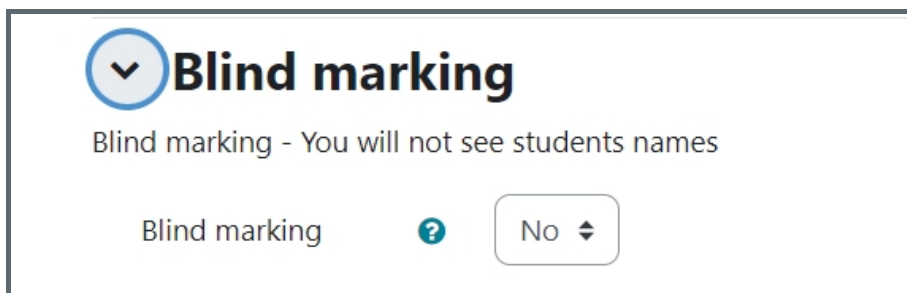 Blind marking
Blind marking - You will not see students names
Blind marking ? No